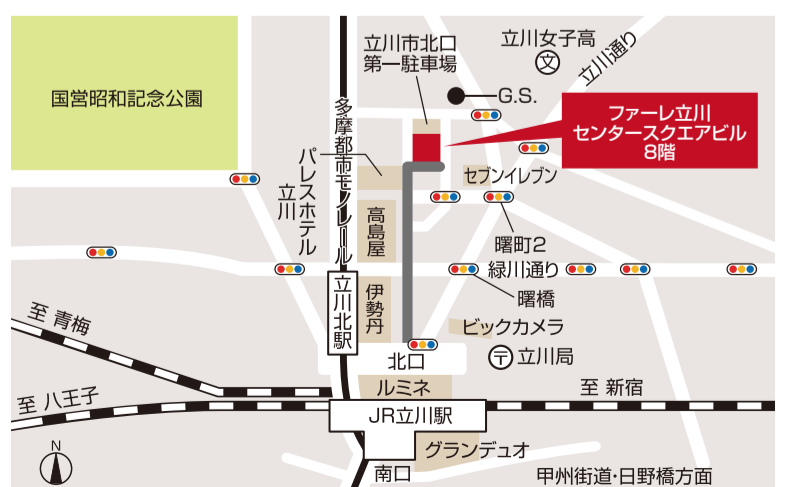 立川市北口
第一駐車場
立川女子高
文
立川通り
国営昭和記念公園
G.S.
ファーレ立川
センタースクエアビル
8階
多摩都市モノレール
パレスホテル
立川
セブンイレブン
高島屋
曙町2
緑川通り
曙橋
立川北駅
伊勢丹
至 青梅
ビックカメラ
〒立川局
北口
ルミネ
至 新宿
至 八王子
JR立川駅
グランデュオ
N
南口
甲州街道・日野橋方面